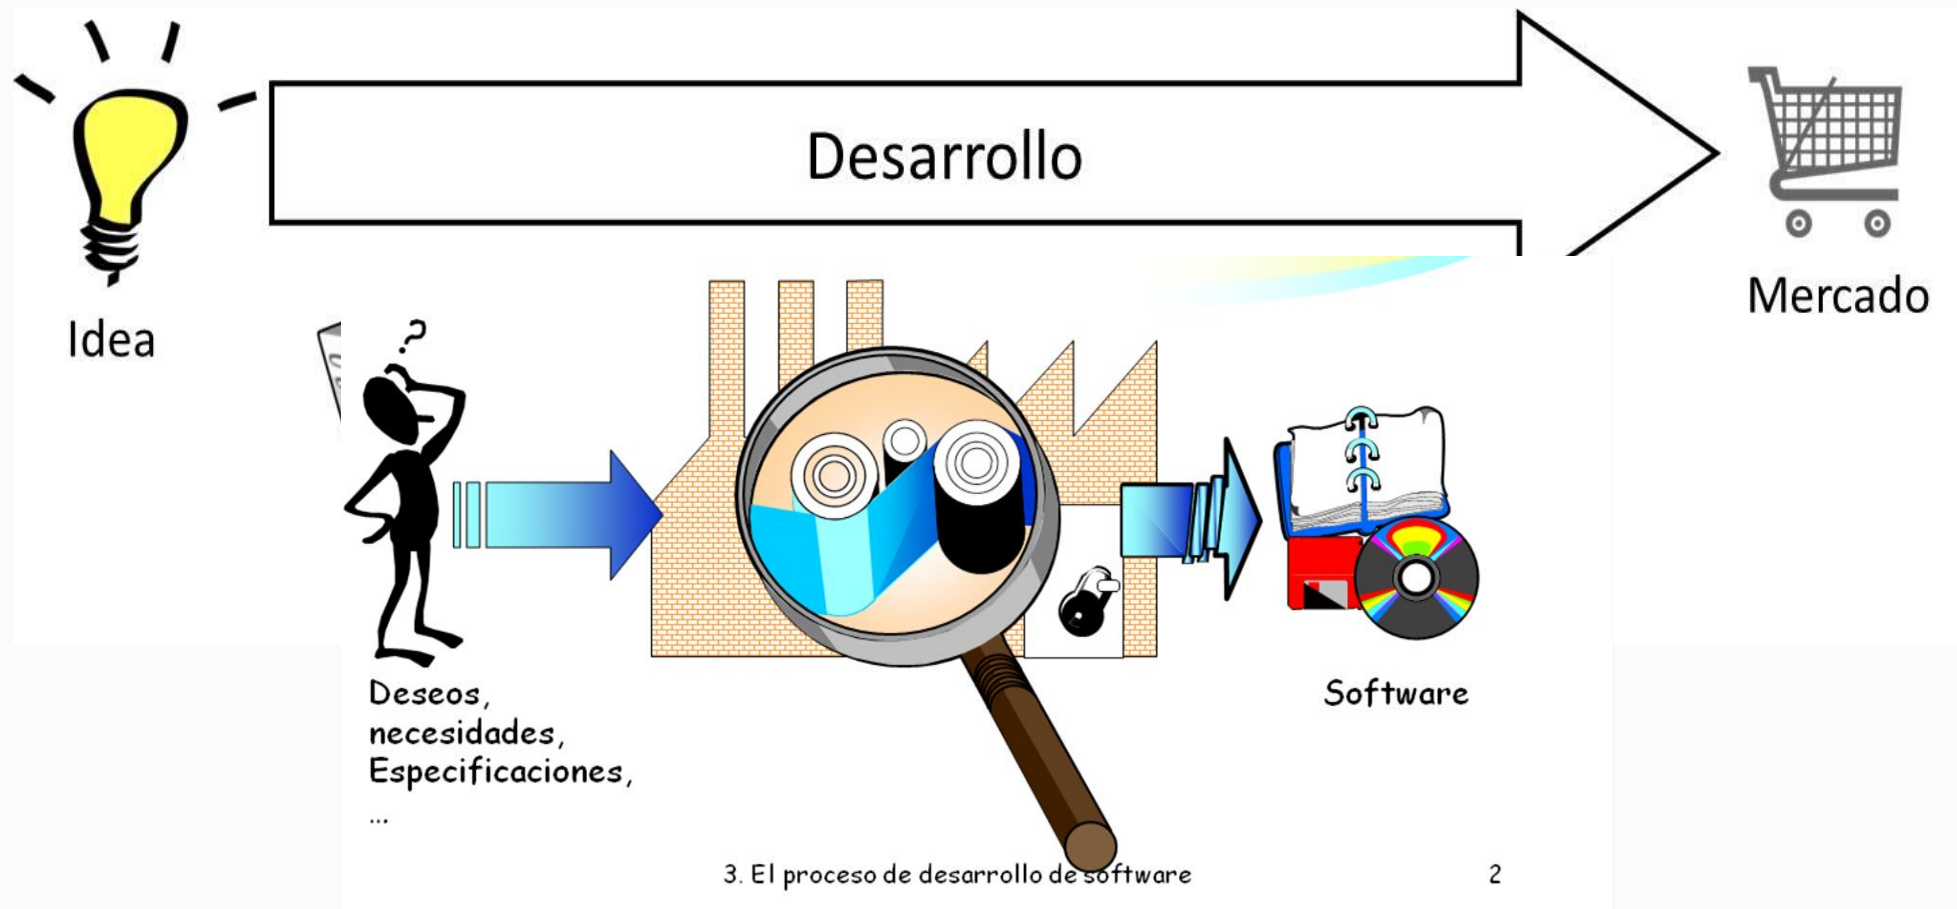 Desarrollo
Idea
Mercado
?
Deseos,
necesidades,
Especificaciones,
...
Software
3. El proceso de desarrollo de software
2